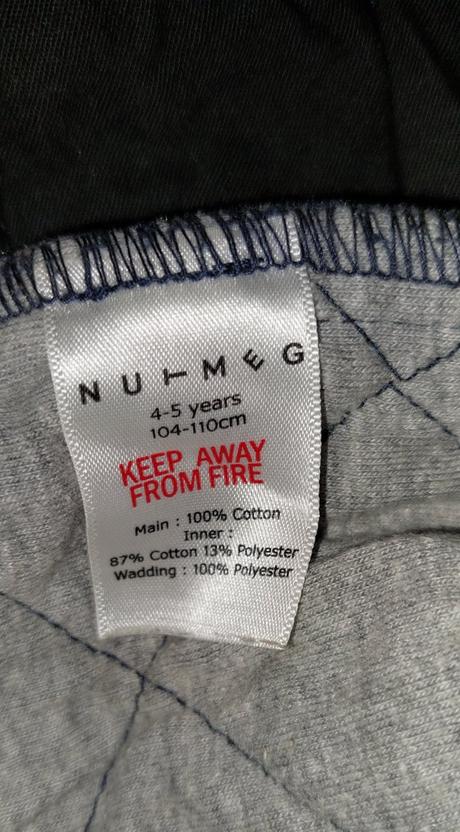 NUTMEG
4-5 years
104-110cm
KEEP AWAY
FROM FIRE
Main : 100% Cotton
Inner :
87% Cotton 13% Polyester
Wadding : 100% Polyester